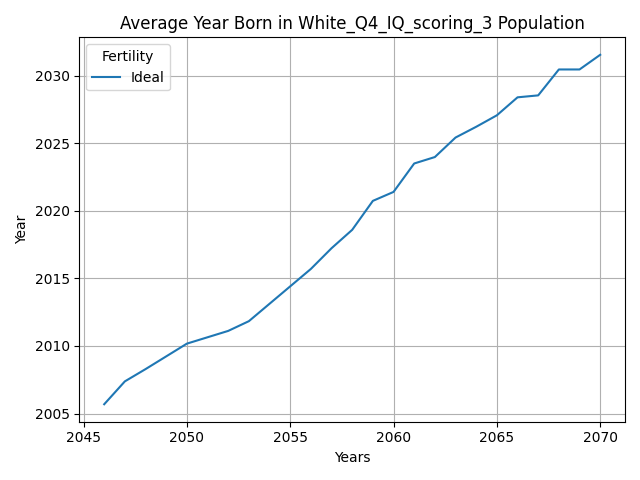 Average Year Born in White_Q4_IQ_scoring_3 Population
Fertility
Ideal
Year
2030
2025
2020
2015
2010
2005
2045 2050 2055 2060 2065 2070
Years